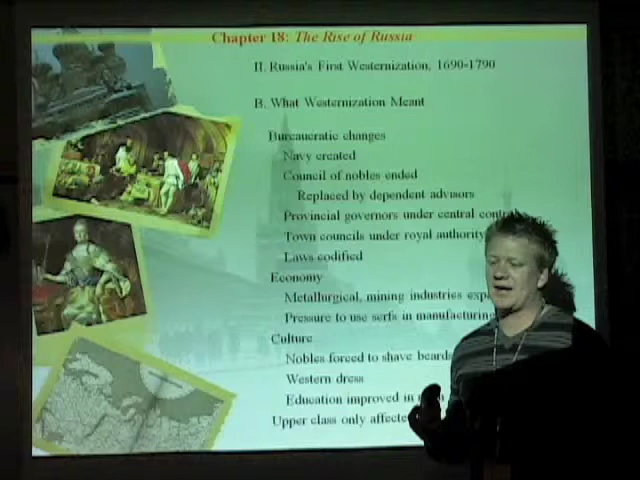 Chapter 18: The Rise of Russia
II. Russia's First Westernization, 1690-1790
B. What Westernization Meant
Bureaucratic changes
Navy created
Council of nobles ended
Replaced by dependent advisors
Provincial governors under central
Town councils under royal authority
Laws codified
Economy
Metallurgical, mining industries
Pressure to use serfs in manufacturing
Culture
Nobles forced to shave beards
Western dress
Education improved in
Upper class only